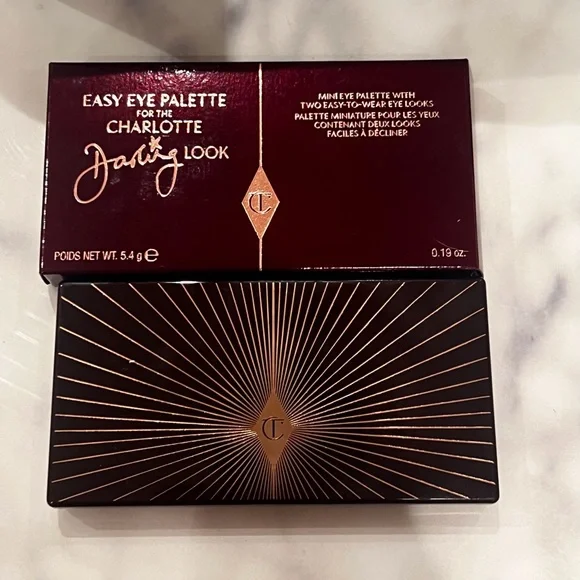 EASY EYE PALETTE
FOR THE
CHARLOTTE
Darling LOOK
MINI EYE PALETTE WITH
TWO EASY-TO-WEAR EYE LOOKS
PALETTE MINIATURE POUR LES YEUX
CONTENANT DEUX LOOKS
FACILES À DÉCLINER
CT
POIDS NET WT. 5.4 g ℮
0.19 oz.
CT